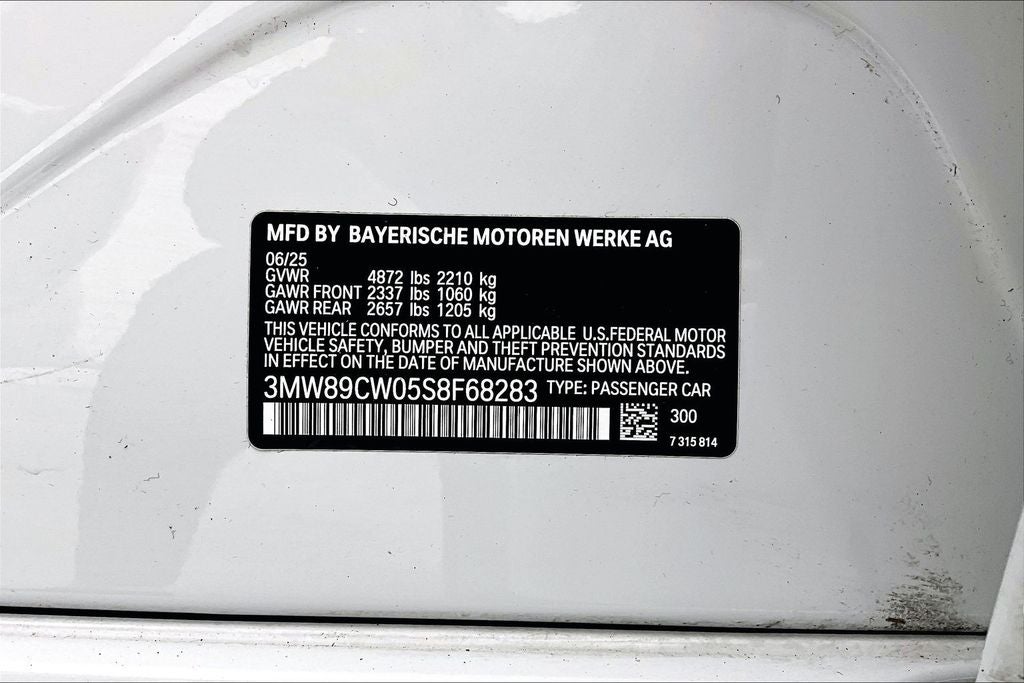 MFD BY BAYERISCHE MOTOREN WERKE AG
06/25
GVWR 4872 lbs 2210 kg
GAWR FRONT 2337 lbs 1060 kg
GAWR REAR 2657 lbs 1205 kg
THIS VEHICLE CONFORMS TO ALL APPLICABLE U.S.FEDERAL MOTOR
VEHICLE SAFETY, BUMPER AND THEFT PREVENTION STANDARDS
IN EFFECT ON THE DATE OF MANUFACTURE SHOWN ABOVE.
3MW89CW05S8F68283 TYPE: PASSENGER CAR
300
7 315 814